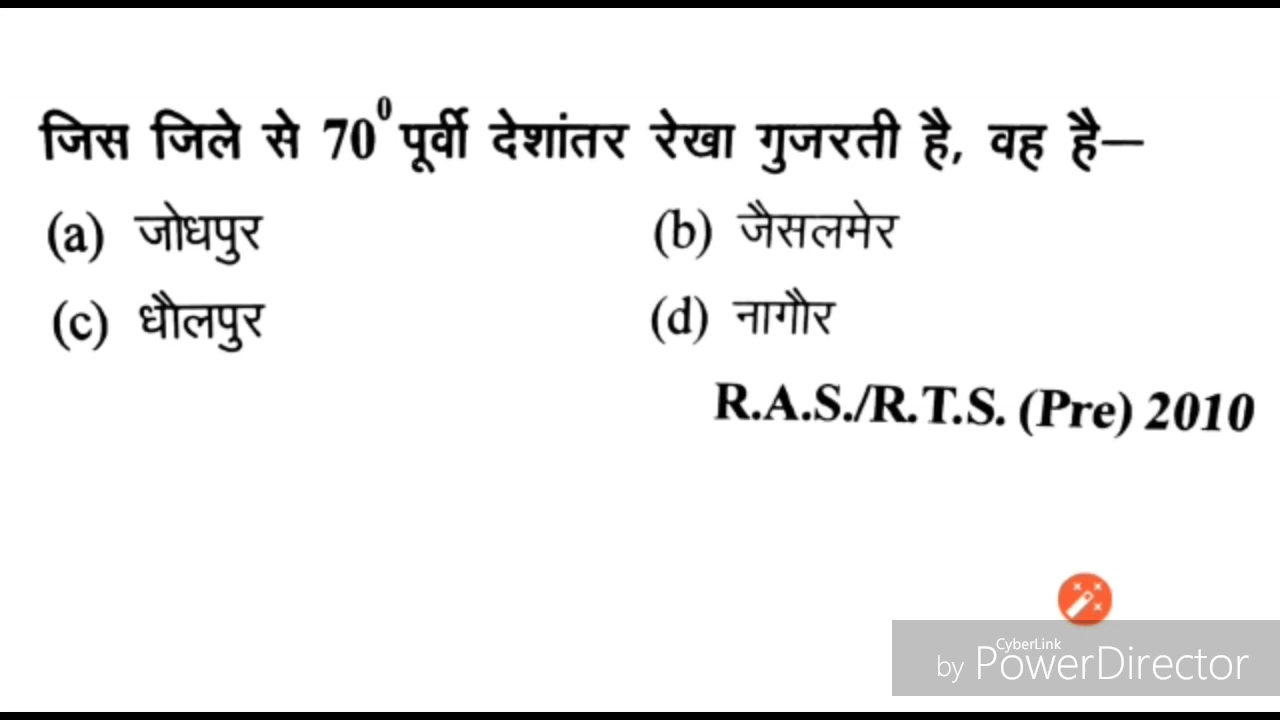 जिस जिले से 70⁰ पूर्वी देशांतर रेखा गुजरती है, वह है—
(a) जोधपुर (b) जैसलमेर
(c) धौलपुर (d) नागौर
R.A.S./R.T.S. (Pre) 2010
CyberLink
by PowerDirector